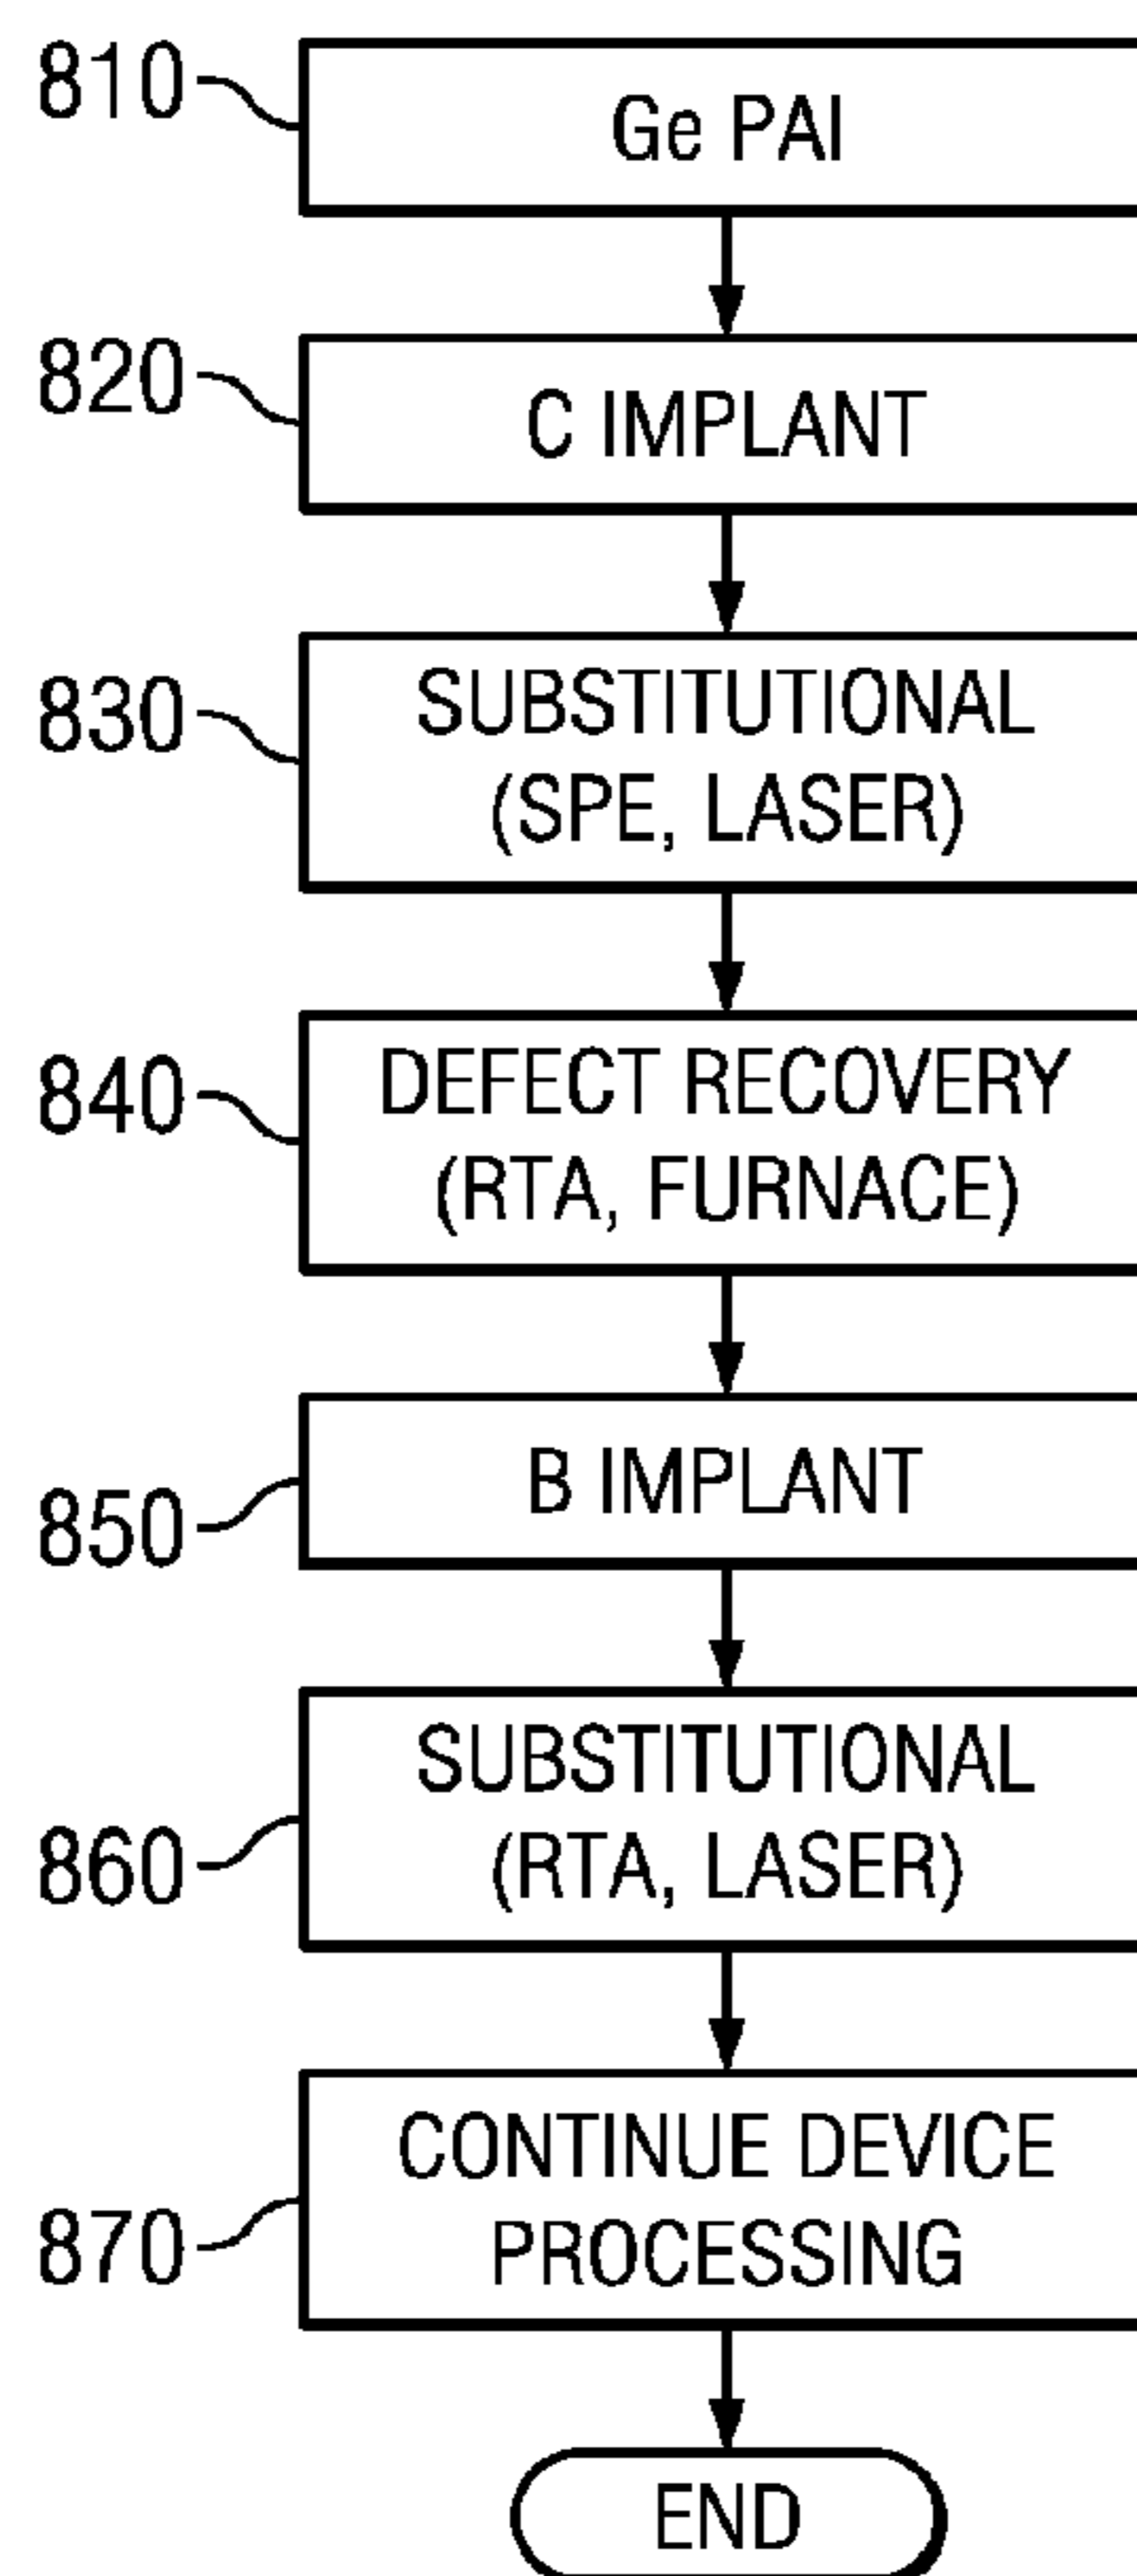 810
Ge PAI
820
C IMPLANT
830
SUBSTITUTIONAL
(SPE, LASER)
840
DEFECT RECOVERY
(RTA, FURNACE)
850
B IMPLANT
860
SUBSTITUTIONAL
(RTA, LASER)
870
CONTINUE DEVICE
PROCESSING
END